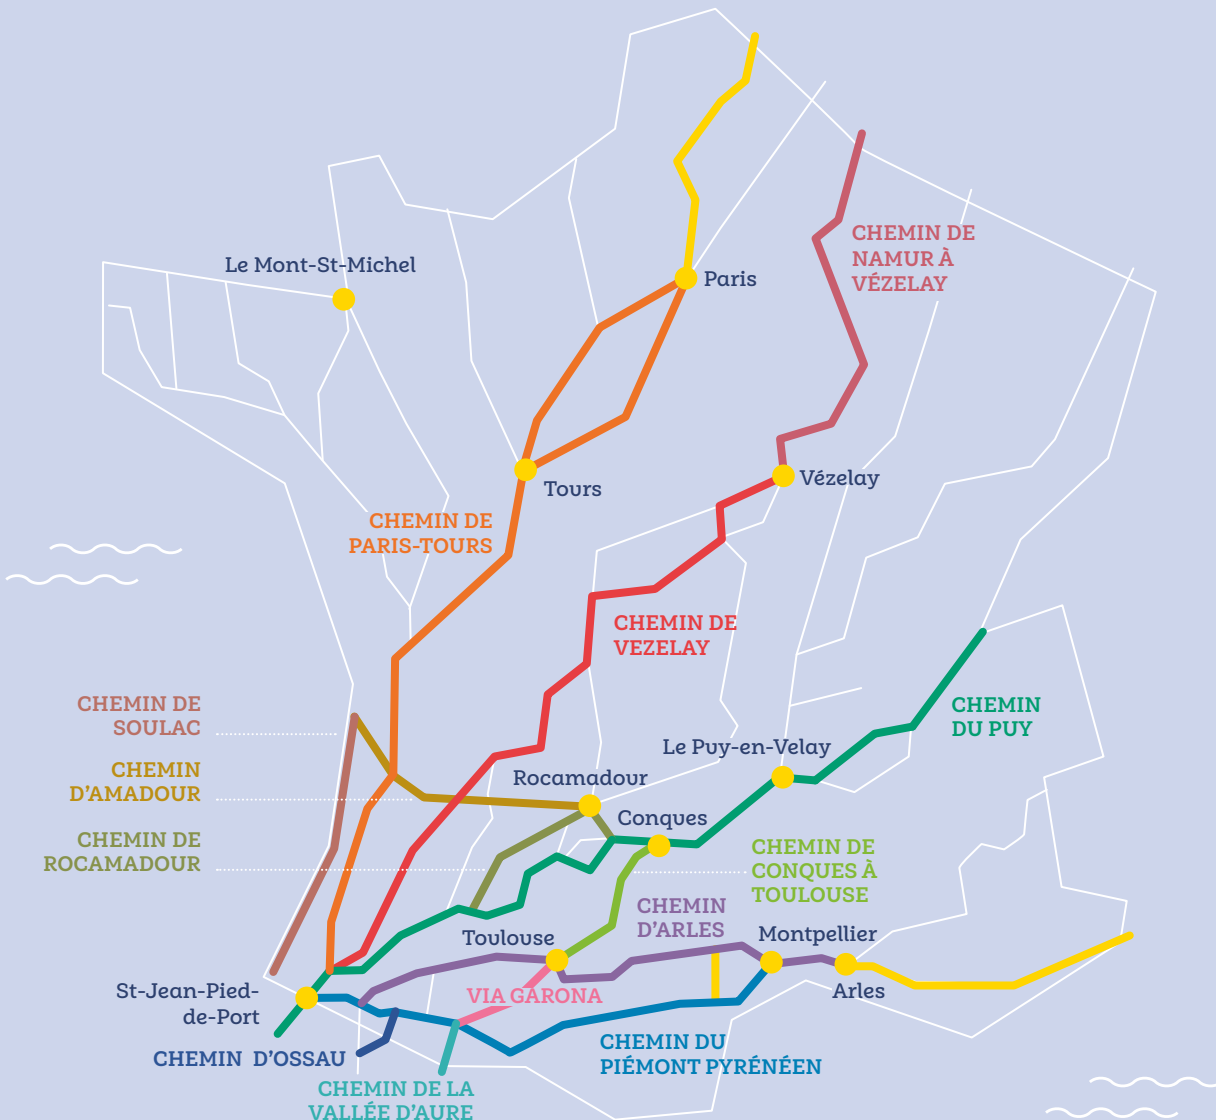 CHEMIN DE
NAMUR À
VÉZELAY
Le Mont-St-Michel
Paris
Vézelay
Tours
CHEMIN DE
PARIS-TOURS
CHEMIN DE
VEZELAY
CHEMIN DE
SOULAC
CHEMIN
DU PUY
Le Puy-en-Velay
CHEMIN
D'AMADOUR
Rocamadour
Conques
CHEMIN DE
ROCAMADOUR
CHEMIN DE
CONQUES À
TOULOUSE
CHEMIN
D'ARLES
Toulouse
Montpellier
St-Jean-Pied-
de-Port
VIA GARONA
Arles
CHEMIN D'OSSAU
CHEMIN DU
PIÉMONT PYRÉNÉEN
CHEMIN DE LA
VALLÉE D'AURE